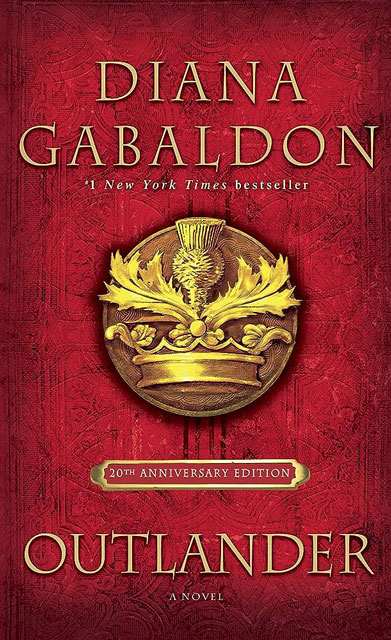 DIANA
GABALDON
#1 New York Times bestseller
20TH ANNIVERSARY EDITION
OUTLANDER
A NOVEL